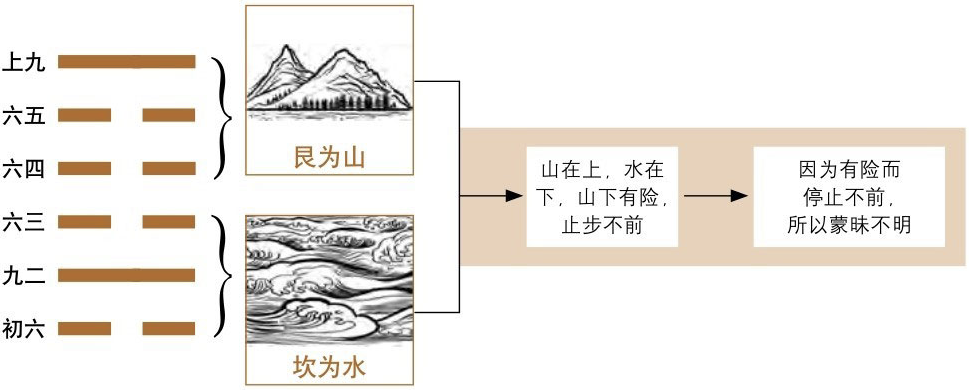 上九
六五
六四
六三
九二
初六
艮为山
坎为水
山在上，水在
下，山下有险，
止步不前
因为有险而
停止不前，
所以蒙昧不明